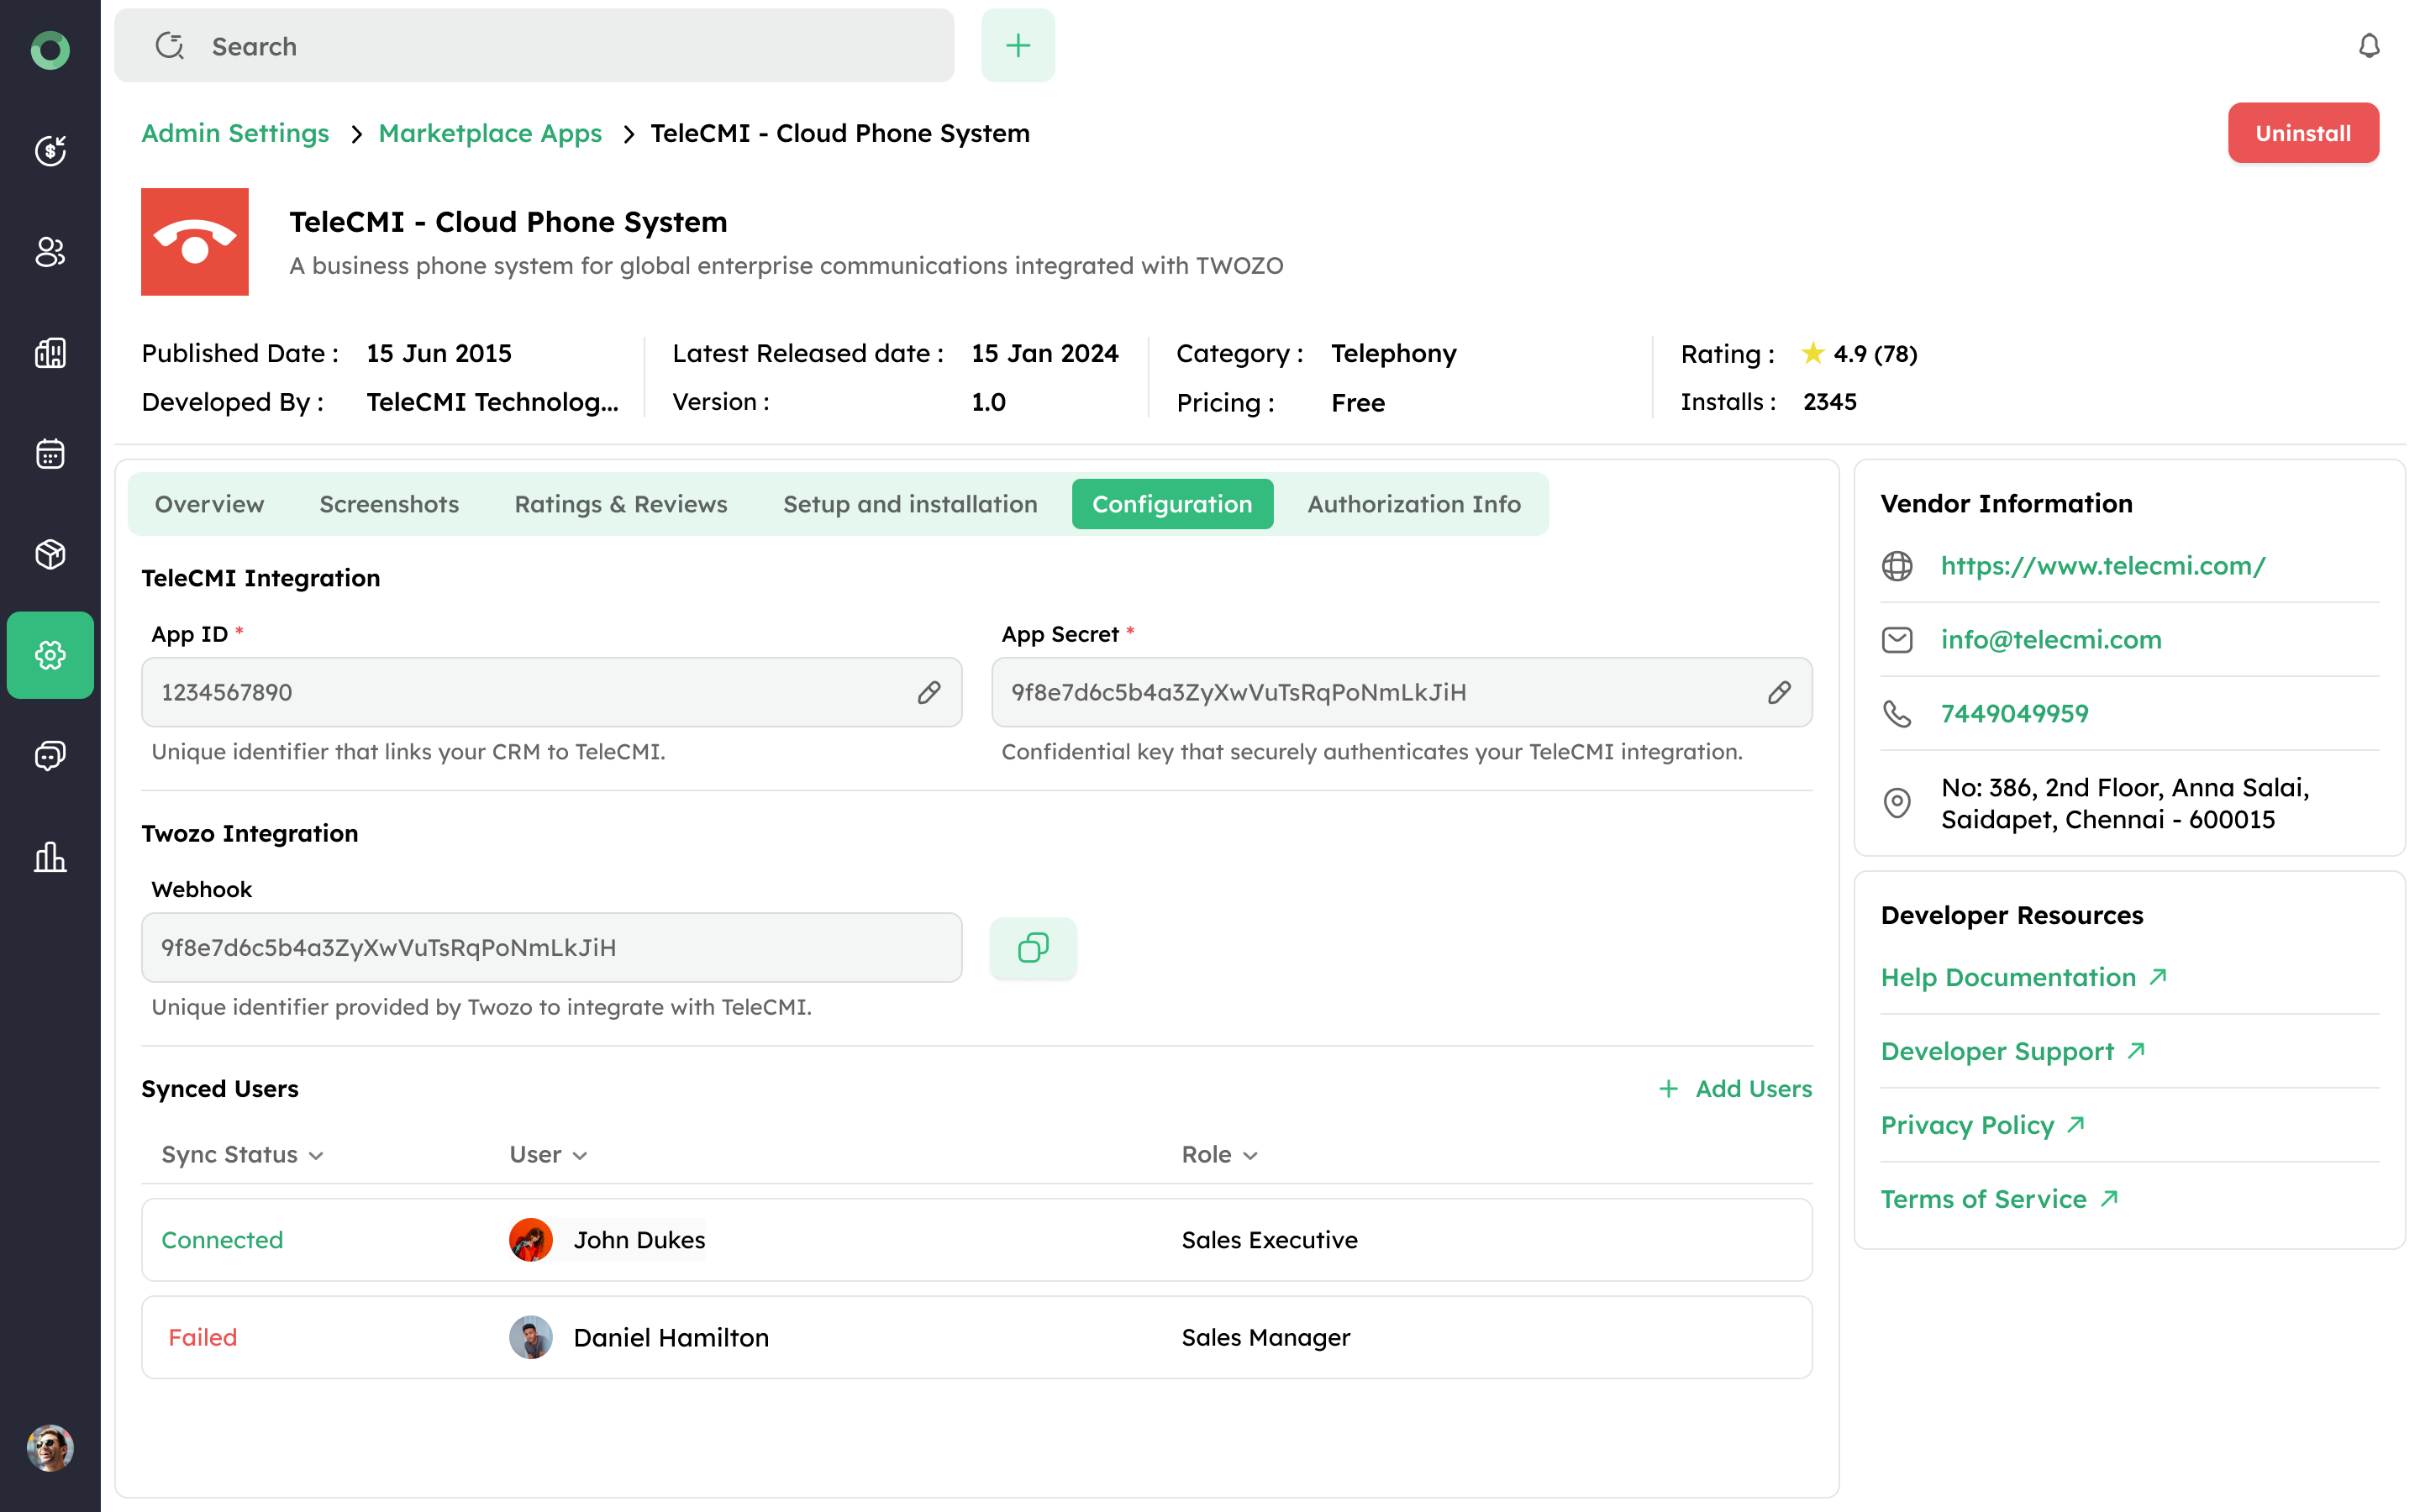 Search
Admin Settings > Marketplace Apps > TeleCMI - Cloud Phone System
Uninstall
TeleCMI - Cloud Phone System
A business phone system for global enterprise communications integrated with TWOZO
Published Date : 15 Jun 2015
Developed By : TeleCMI Technolog...
Latest Released date : 15 Jan 2024
Version : 1.0
Category : Telephony
Pricing : Free
Rating : 4.9 (78)
Installs : 2345
Overview Screenshots Ratings & Reviews Setup and installation Configuration Authorization Info
TeleCMI Integration
App ID *
1234567890
Unique identifier that links your CRM to TeleCMI.
App Secret *
9f8e7d6c5b4a3ZyXwVuTsRqPoNmLkJiH
Confidential key that securely authenticates your TeleCMI integration.
Twozo Integration
Webhook
9f8e7d6c5b4a3ZyXwVuTsRqPoNmLkJiH
Unique identifier provided by Twozo to integrate with TeleCMI.
Synced Users
+ Add Users
Sync Status User Role
Connected John Dukes Sales Executive
Failed Daniel Hamilton Sales Manager
Vendor Information
https://www.telecmi.com/
info@telecmi.com
7449049959
No: 386, 2nd Floor, Anna Salai,
Saidapet, Chennai - 600015
Developer Resources
Help Documentation
Developer Support
Privacy Policy
Terms of Service